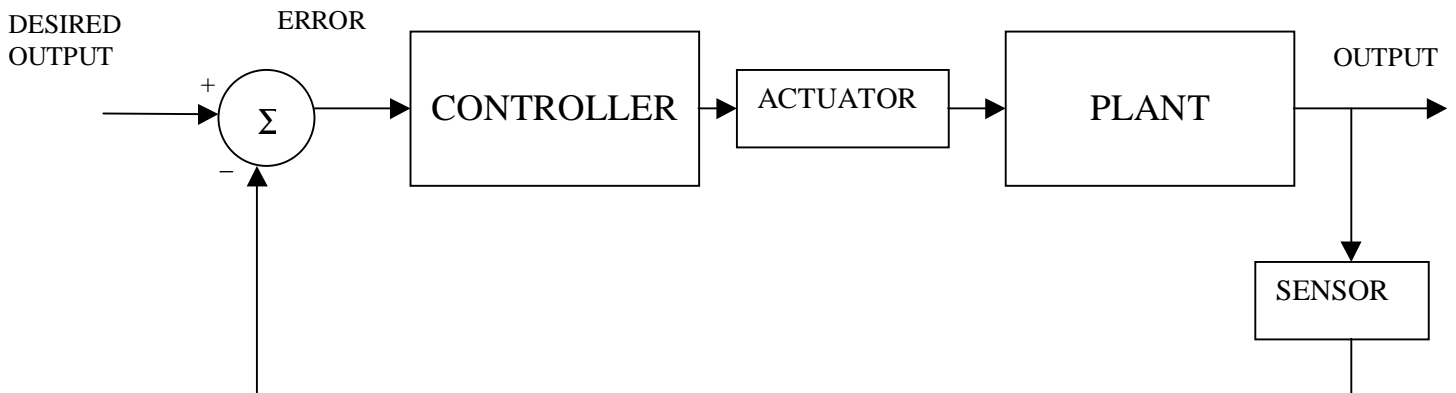 DESIRED
OUTPUT
ERROR
+
Σ
−
CONTROLLER
ACTUATOR
PLANT
OUTPUT
SENSOR